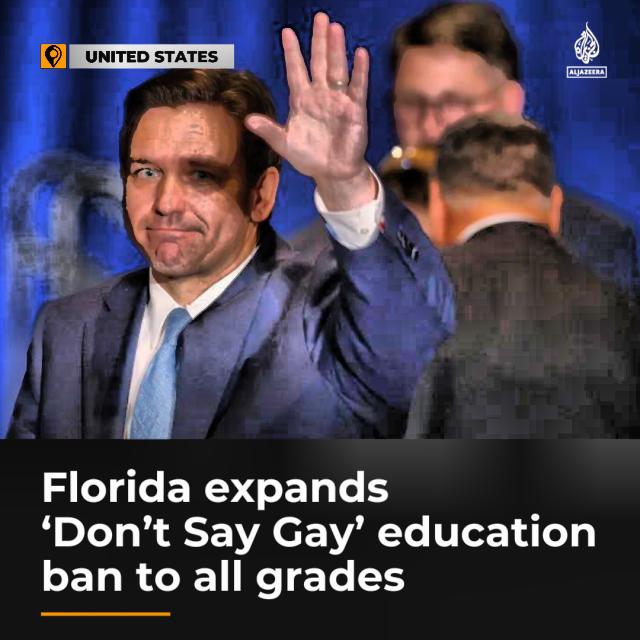 UNITED STATES
ALJAZEERA
Florida expands
‘Don’t Say Gay’ education
ban to all grades